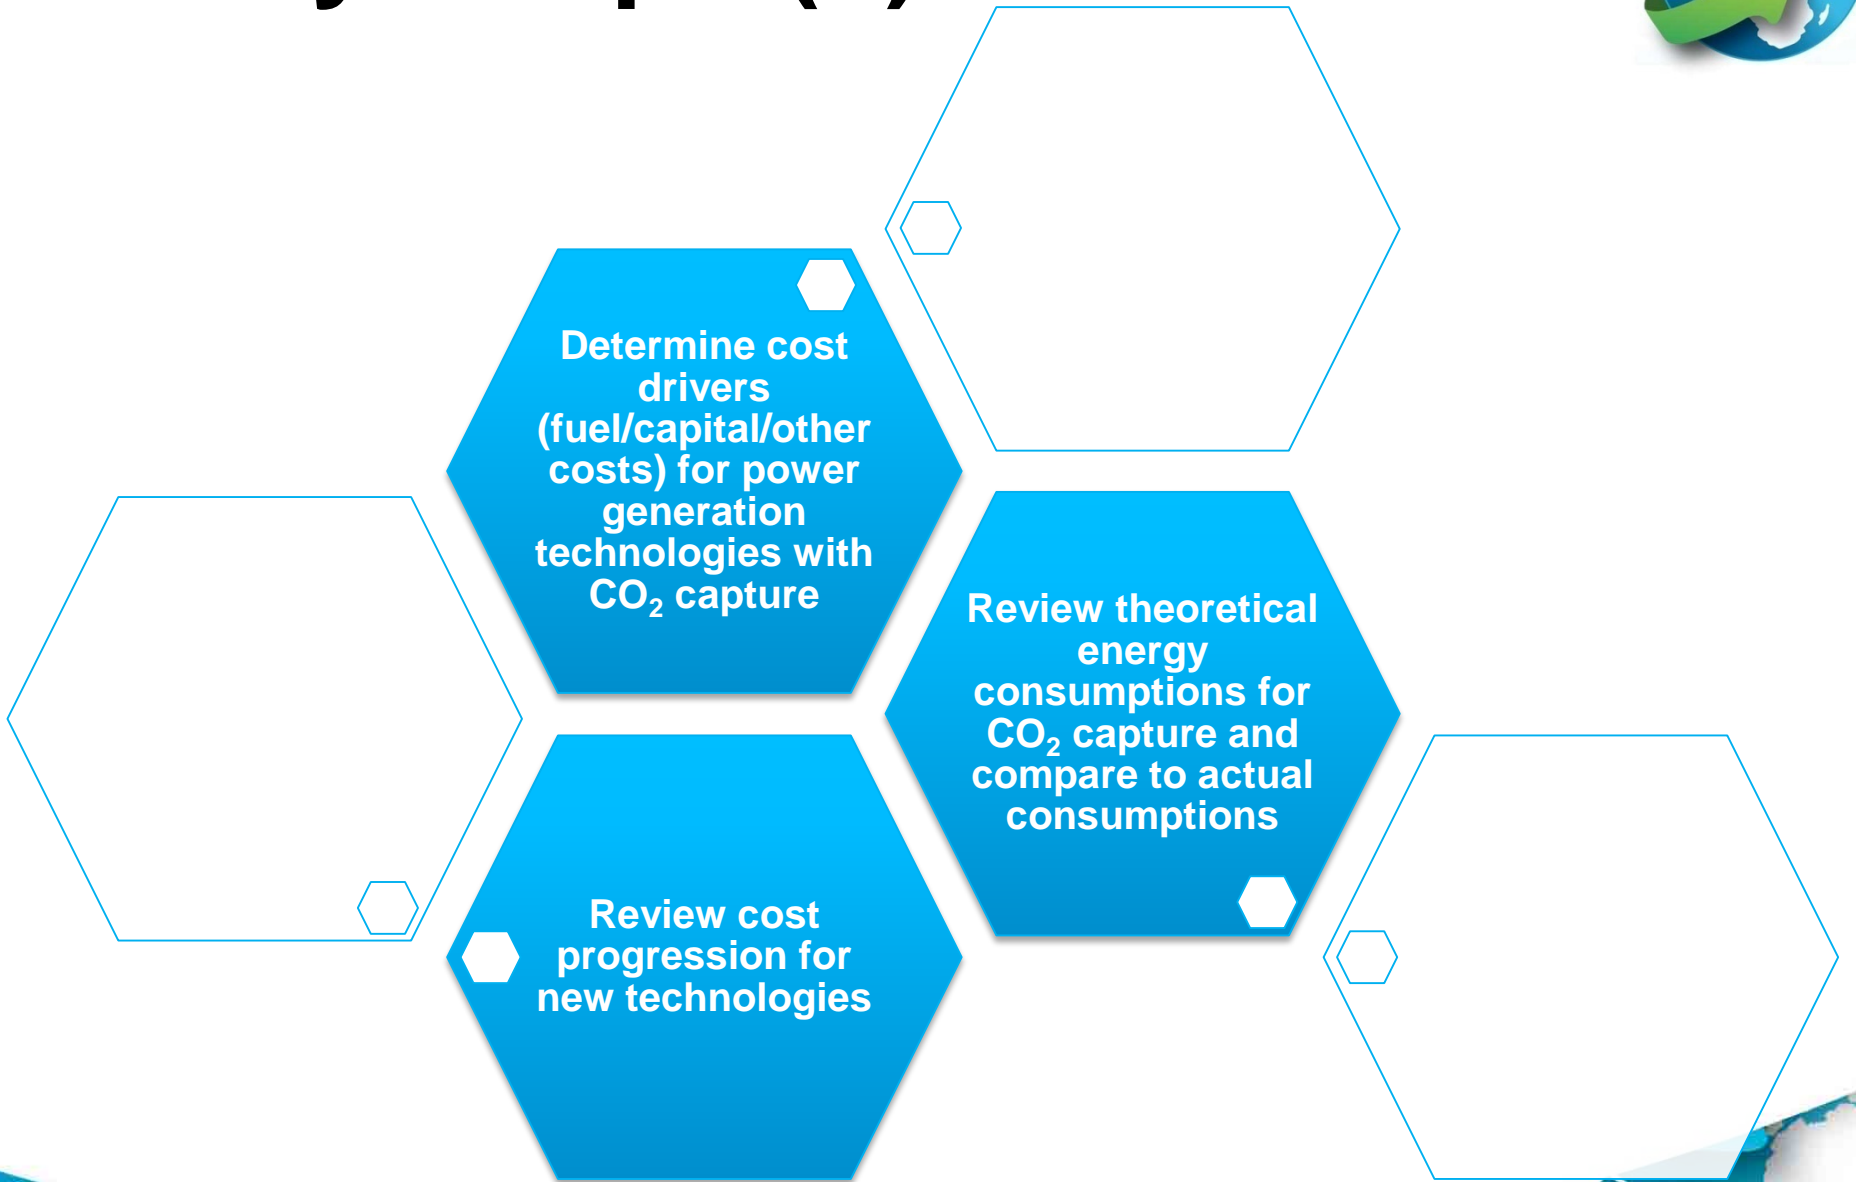 Determine cost
drivers
(fuel/capital/other
costs) for power
generation
technologies with
CO₂ capture
Review theoretical
energy
consumptions for
CO₂ capture and
compare to actual
consumptions
Review cost
progression for
new technologies